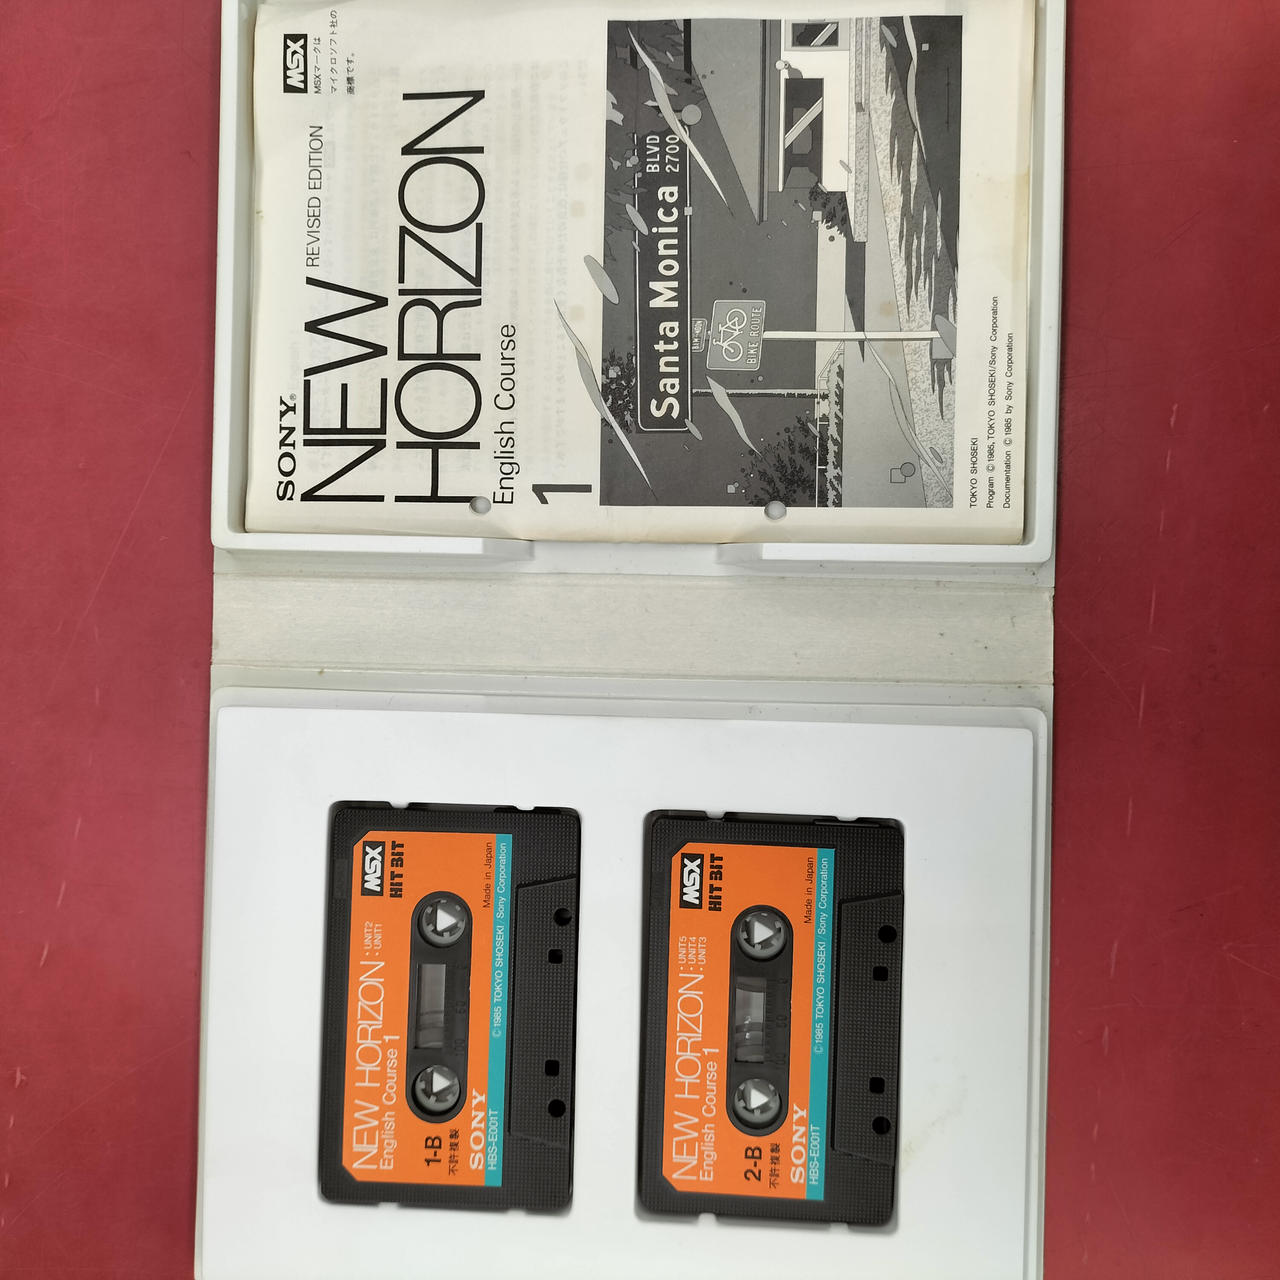 SONY®
NEW
REVISED EDITION
HORIZON
English Course
1
MSX
MSXマークは
マイクロソフト社の
商標です。
Santa Monica
BLVD
2700
BIKE ROUTE
TOKYO SHOSEKI
Program © 1985, TOKYO SHOSEKI/Sony Corporation
Documentation © 1985 by Sony Corporation
NEW HORIZON: UNIT2
UNIT1
English Course 1
MSX
HIT BIT
1-B
不許複製
SONY
Made in Japan
HBS-E001T
© 1985 TOKYO SHOSEKI / Sony Corporation
NEW HORIZON: UNIT5
: UNIT4
: UNIT3
English Course 1
MSX
HIT BIT
2-B
不許複製
SONY
Made in Japan
HBS-E001T
© 1985 TOKYO SHOSEKI / Sony Corporation